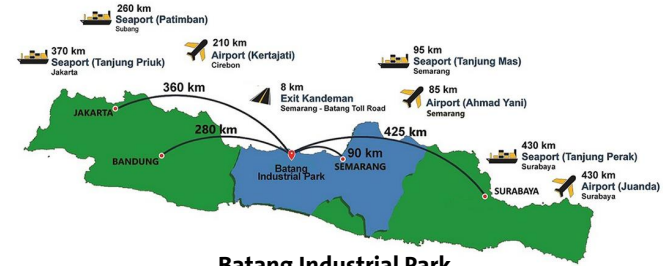 260 km
Seaport (Patimban)
Subang
370 km
Seaport (Tanjung Priuk)
Jakarta
210 km
Airport (Kertajati)
Cirebon
95 km
Seaport (Tanjung Mas)
Semarang
8 km
Exit Kandeman
Semarang - Batang Toll Road
85 km
Airport (Ahmad Yani)
Semarang
360 km
JAKARTA
280 km
425 km
BANDUNG
90 km
SEMARANG
Batang
Industrial Park
430 km
Seaport (Tanjung Perak)
Surabaya
430 km
Airport (Juanda)
Surabaya
SURABAYA
Batang Industrial Park